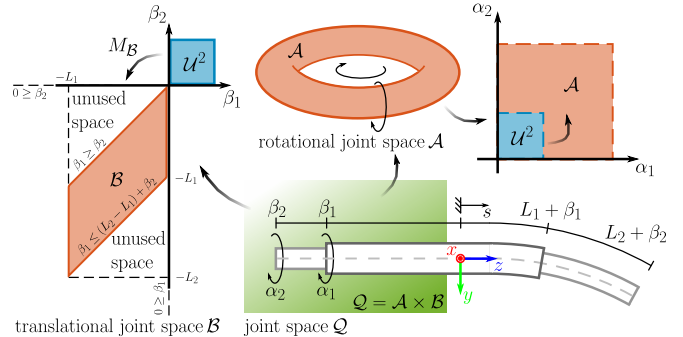 β₂
M_𝓑
𝒰²
β₁
−L₁
0 ≥ β₂
unused
space
β₁ ≥ β₂
𝓑
−L₁
β₁ ≤ (L₂ − L₁) + β₂
unused
space
−L₂
0 ≥ β₁
translational joint space 𝓑
𝒜
rotational joint space 𝒜
α₂
𝒜
𝒰²
α₁
β₂
β₁
s
L₁ + β₁
L₂ + β₂
x
z
y
α₂
α₁
𝒬 = 𝒜 × 𝓑
joint space 𝒬